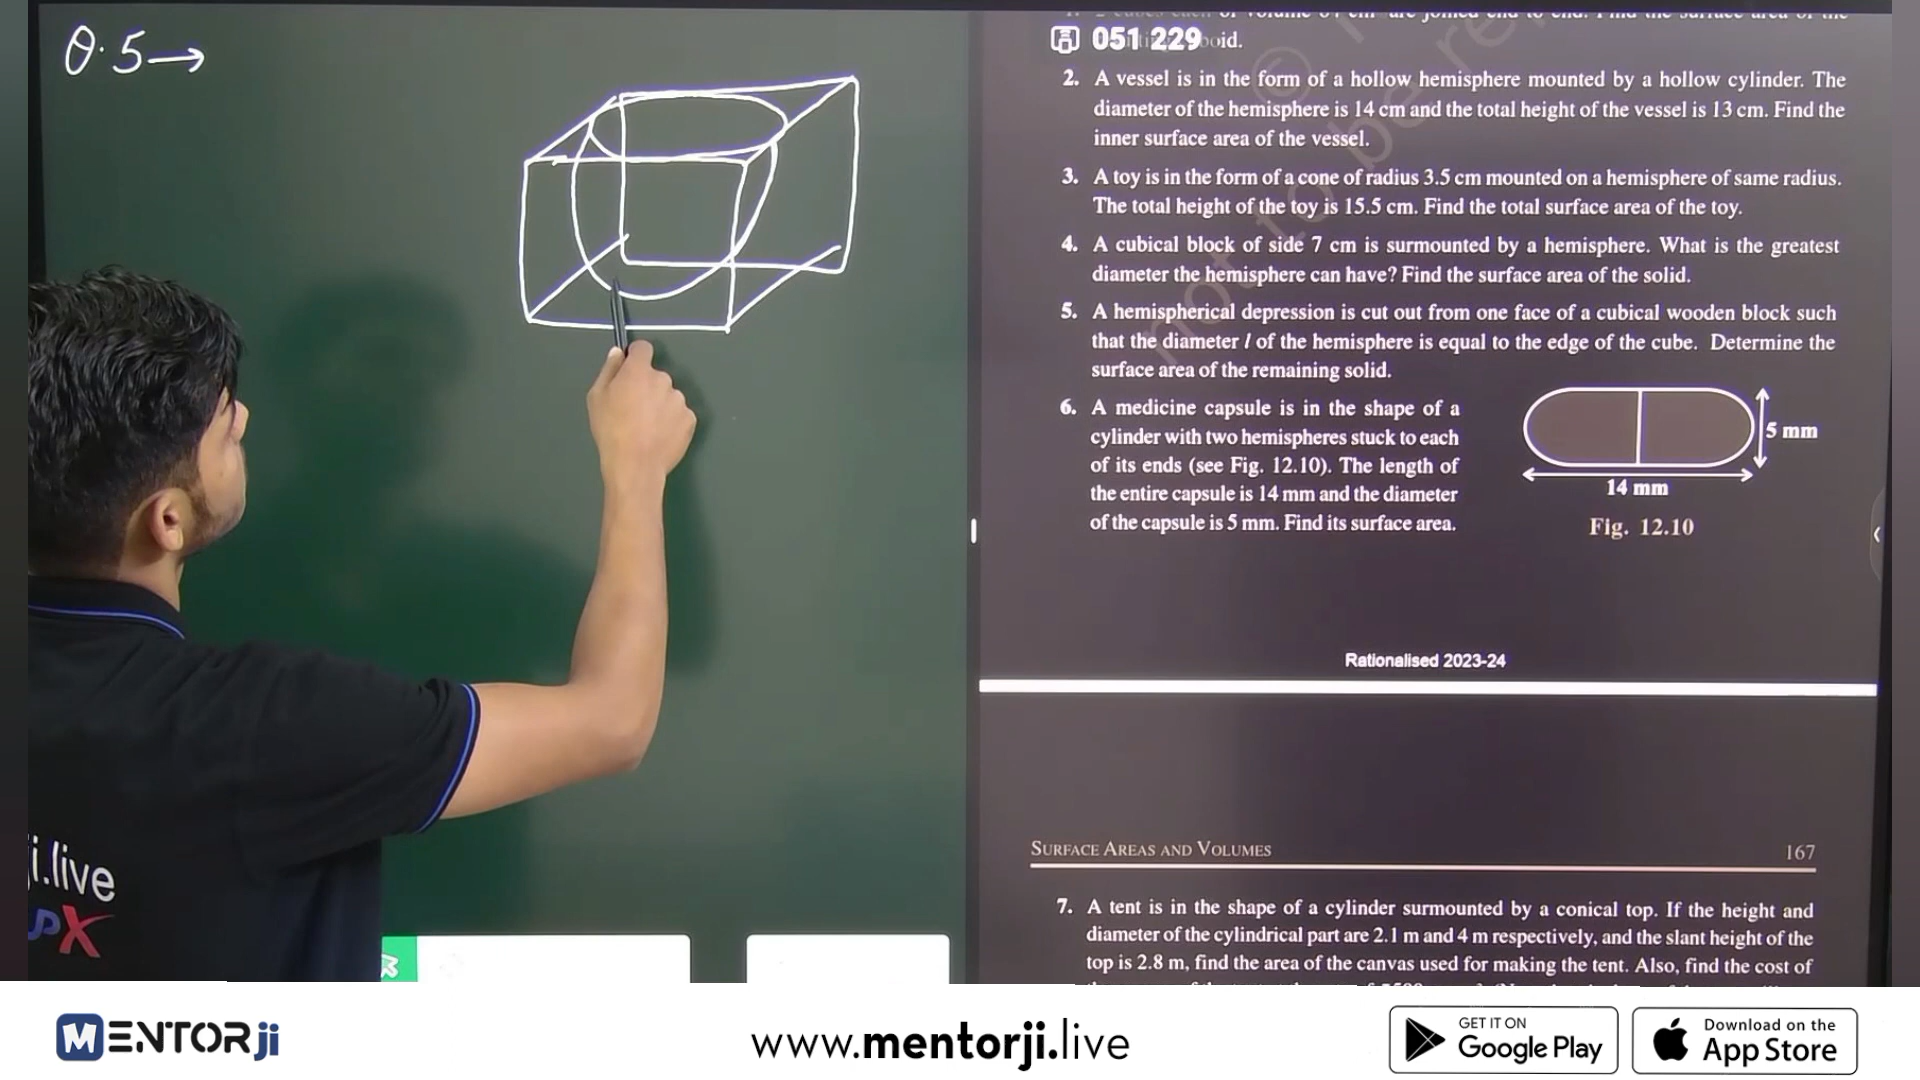 Q.5→
051 229 oid.
2. A vessel is in the form of a hollow hemisphere mounted by a hollow cylinder. The
diameter of the hemisphere is 14 cm and the total height of the vessel is 13 cm. Find the
inner surface area of the vessel.
3. A toy is in the form of a cone of radius 3.5 cm mounted on a hemisphere of same radius.
The total height of the toy is 15.5 cm. Find the total surface area of the toy.
4. A cubical block of side 7 cm is surmounted by a hemisphere. What is the greatest
diameter the hemisphere can have? Find the surface area of the solid.
5. A hemispherical depression is cut out from one face of a cubical wooden block such
that the diameter l of the hemisphere is equal to the edge of the cube. Determine the
surface area of the remaining solid.
6. A medicine capsule is in the shape of a
cylinder with two hemispheres stuck to each
of its ends (see Fig. 12.10). The length of
the entire capsule is 14 mm and the diameter
of the capsule is 5 mm. Find its surface area.
5 mm
14 mm
Fig. 12.10
Rationalised 2023-24
SURFACE AREAS AND VOLUMES 167
7. A tent is in the shape of a cylinder surmounted by a conical top. If the height and
diameter of the cylindrical part are 2.1 m and 4 m respectively, and the slant height of the
top is 2.8 m, find the area of the canvas used for making the tent. Also, find the cost of
i.live
MENTORji
www.mentorji.live
GET IT ON
Google Play
Download on the
App Store